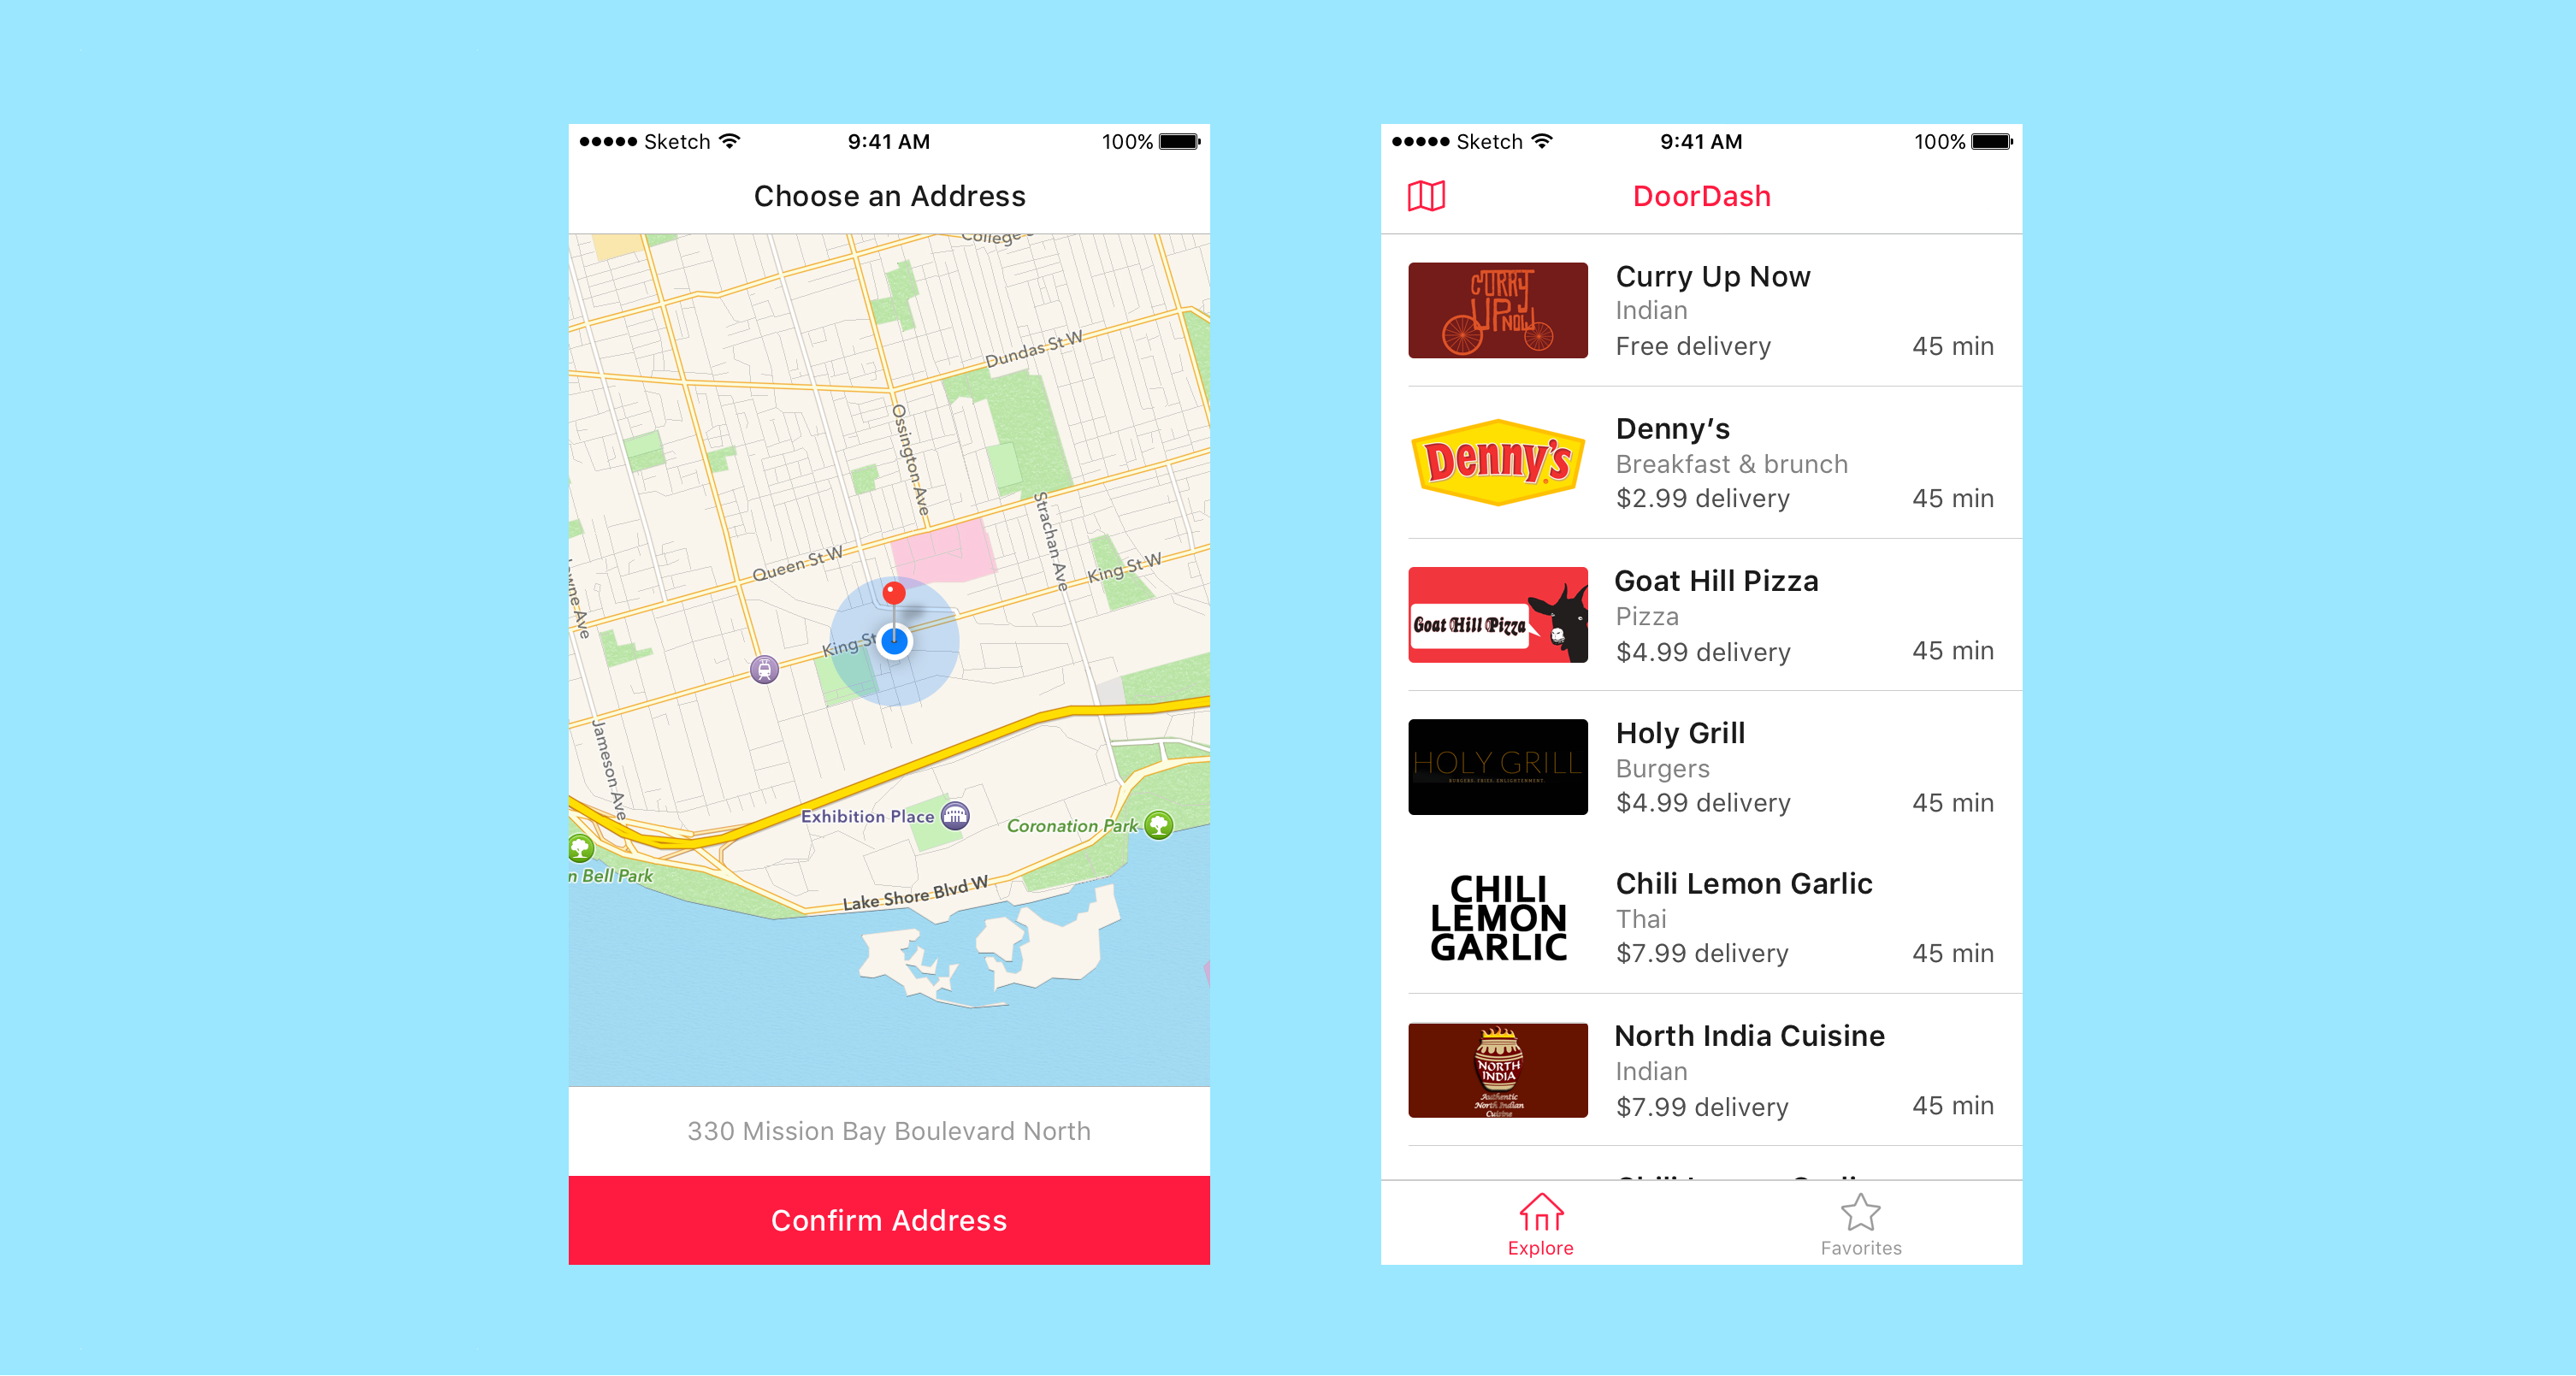 Sketch 9:41 AM 100%
Choose an Address
College
Dundas St W
Ossington Ave
Strachan Ave
Queen St W
King St W
wne Ave
King St
Jameson Ave
Exhibition Place
Coronation Park
n Bell Park
Lake Shore Blvd W
330 Mission Bay Boulevard North
Confirm Address
Sketch 9:41 AM 100%
DoorDash
CURRY
UP
NOW
Curry Up Now
Indian
Free delivery 45 min
Denny's
Denny’s
Breakfast & brunch
$2.99 delivery 45 min
Goat Hill Pizza
Goat Hill Pizza
Pizza
$4.99 delivery 45 min
HOLY GRILL
BURGERS. FRIES. ENLIGHTENMENT.
Holy Grill
Burgers
$4.99 delivery 45 min
CHILI
LEMON
GARLIC
Chili Lemon Garlic
Thai
$7.99 delivery 45 min
NORTH
INDIA
Authentic
North Indian
Cuisine
North India Cuisine
Indian
$7.99 delivery 45 min
Explore Favorites